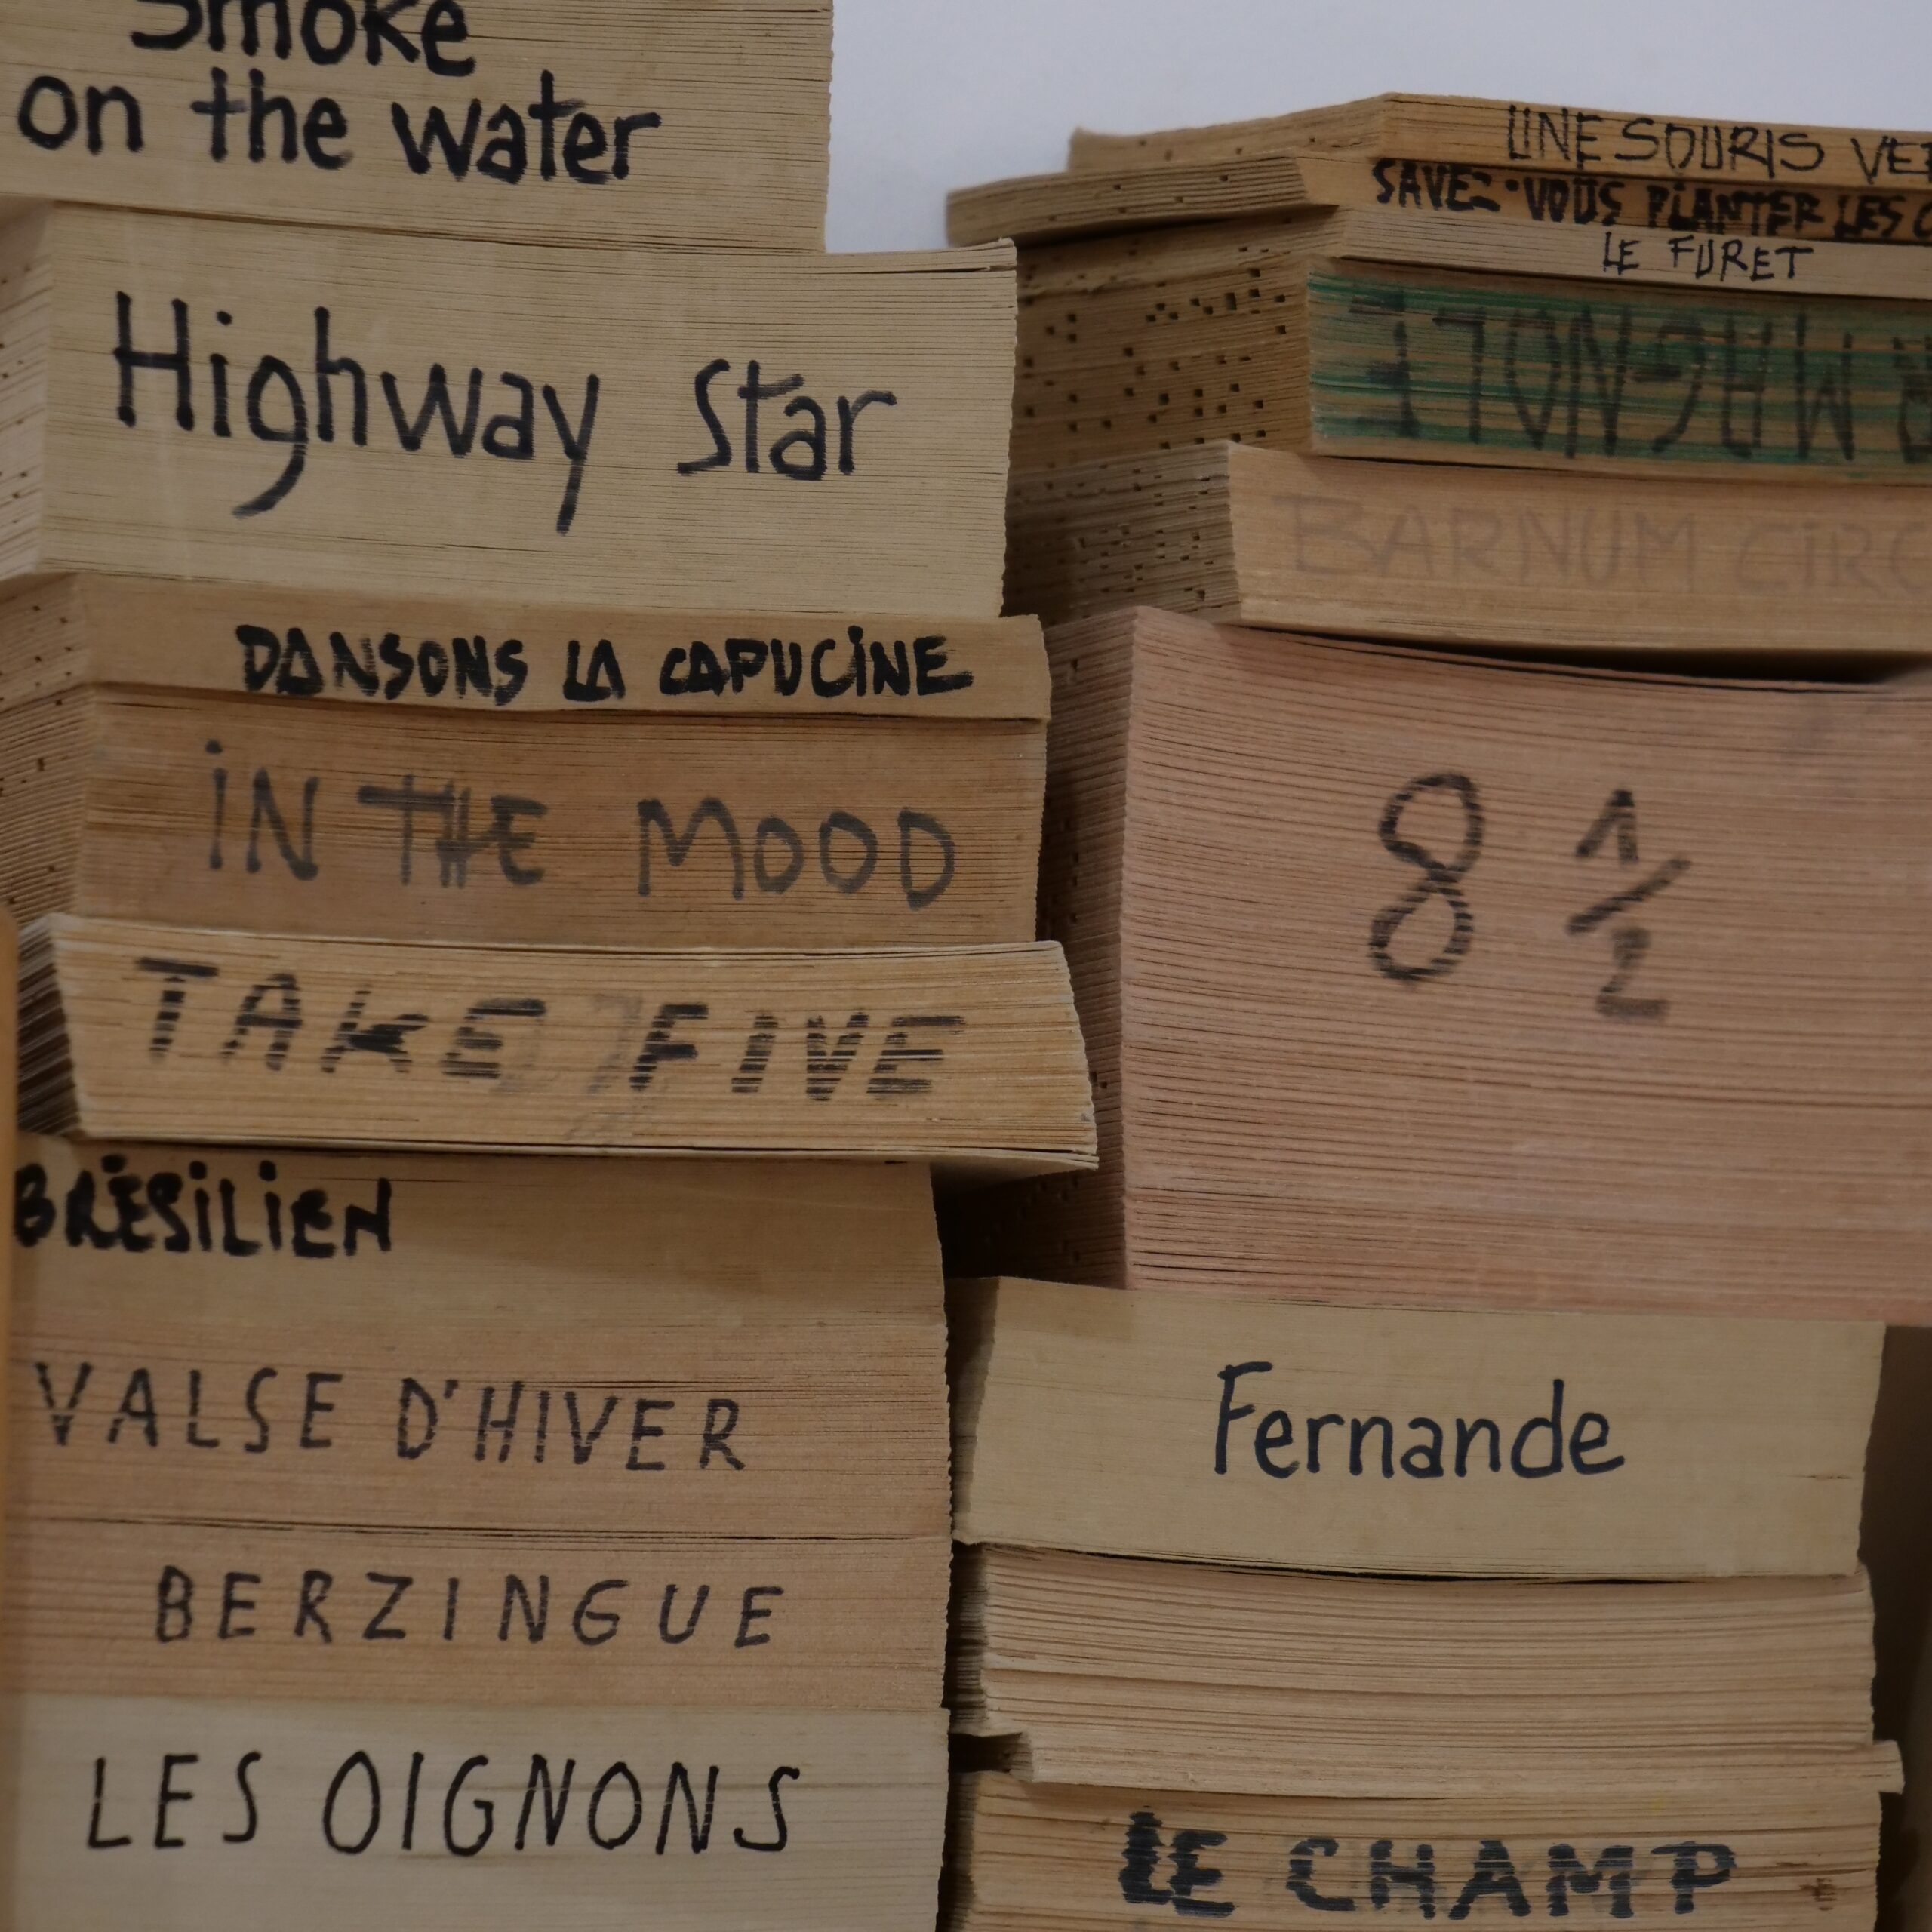 Smoke
on the water
Highway Star
DANSONS LA CAPUCINE
iN THE MOOD
TAKE FIVE
BRÉSiLiEN
VALSE D'HIVER
BERZINGUE
LES OIGNONS
UNE SOURIS VER
SAVEZ-VOUS PLANTER LES C
LE FURET
BARNUM CiRC
8 1/2
Fernande
LE CHAMP